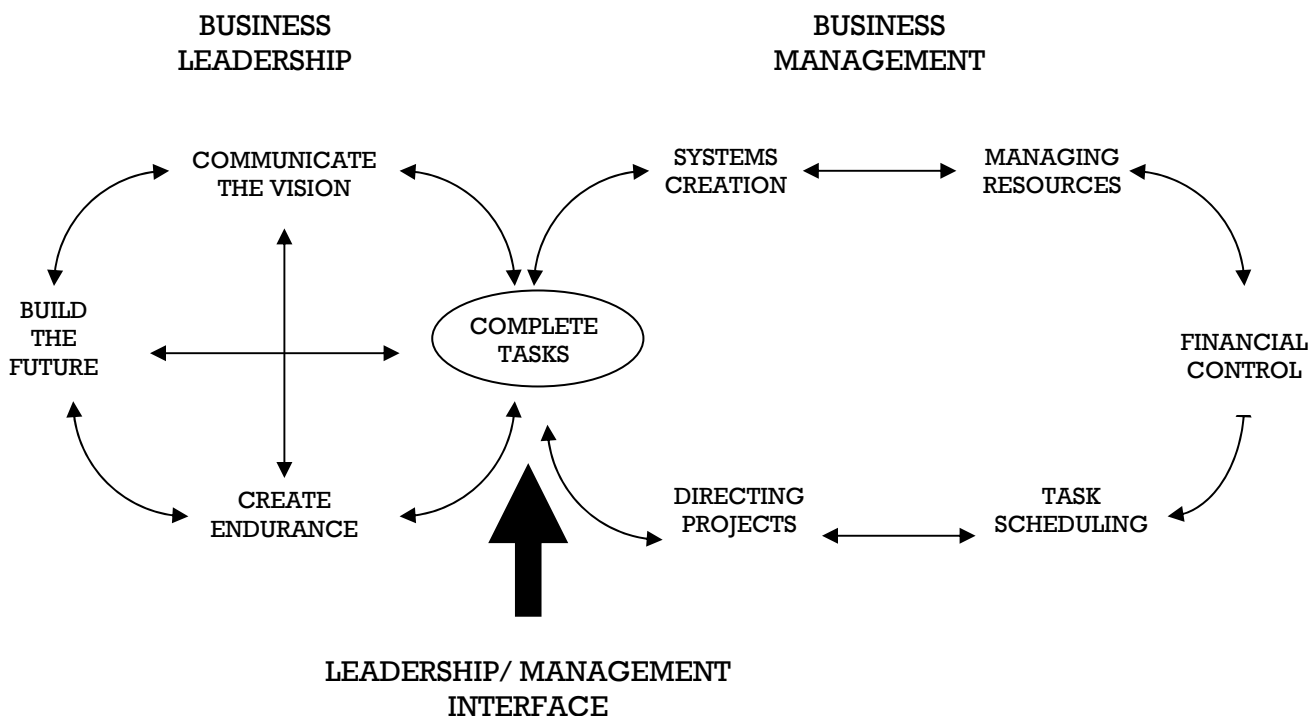 BUSINESS
LEADERSHIP
BUSINESS
MANAGEMENT
COMMUNICATE
THE VISION
SYSTEMS
CREATION
MANAGING
RESOURCES
BUILD
THE
FUTURE
COMPLETE
TASKS
FINANCIAL
CONTROL
CREATE
ENDURANCE
DIRECTING
PROJECTS
TASK
SCHEDULING
LEADERSHIP/ MANAGEMENT
INTERFACE